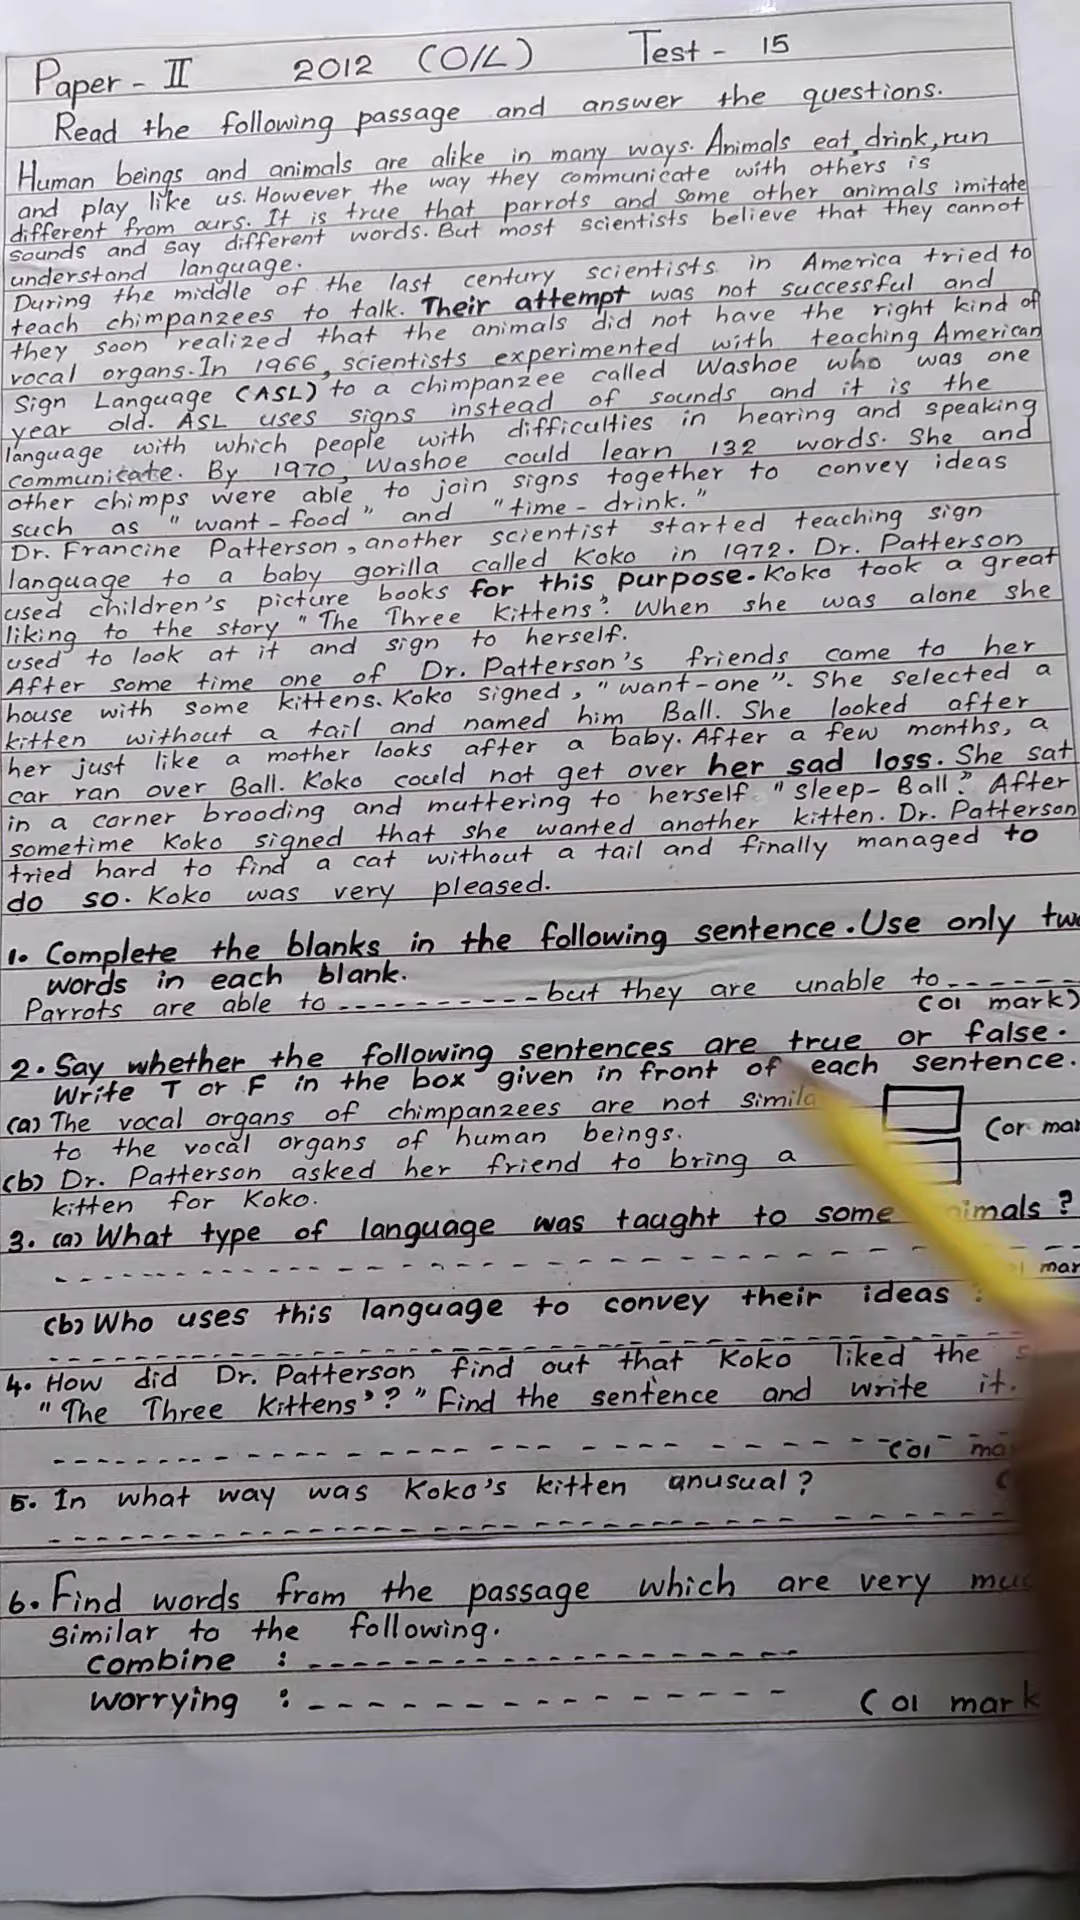 Paper - II 2012 (O/L) Test - 15
Read the following passage and answer the questions.
Human beings and animals are alike in many ways. Animals eat, drink, run
and play like us. However the way they communicate with others is
different from ours. It is true that parrots and some other animals imitate
sounds and say different words. But most scientists believe that they cannot
understand language.
During the middle of the last century scientists in America tried to
teach chimpanzees to talk. Their attempt was not successful and
they soon realized that the animals did not have the right kind of
vocal organs. In 1966, scientists experimented with teaching American
Sign Language (ASL) to a chimpanzee called Washoe who was one
year old. ASL uses signs instead of sounds and it is the
language with which people with difficulties in hearing and speaking
communicate. By 1970, Washoe could learn 132 words. She and
other chimps were able to join signs together to convey ideas
such as "want-food" and "time-drink."
Dr. Francine Patterson, another scientist started teaching sign
language to a baby gorilla called Koko in 1972. Dr. Patterson
used children's picture books for this purpose. Koko took a great
liking to the story "The Three Kittens". When she was alone she
used to look at it and sign to herself.
After some time one of Dr. Patterson's friends came to her
house with some kittens. Koko signed, "want-one". She selected a
kitten without a tail and named him Ball. She looked after
her just like a mother looks after a baby. After a few months, a
car ran over Ball. Koko could not get over her sad loss. She sat
in a corner brooding and muttering to herself "sleep-Ball". After
sometime Koko signed that she wanted another kitten. Dr. Patterson
tried hard to find a cat without a tail and finally managed to
do so. Koko was very pleased.
1. Complete the blanks in the following sentence. Use only two
words in each blank.
Parrots are able to ---------- but they are unable to ------
(01 mark)
2. Say whether the following sentences are true or false.
Write T or F in the box given in front of each sentence.
(a) The vocal organs of chimpanzees are not
to the vocal organs of human beings. (01 mar
(b) Dr. Patterson asked her friend to bring a
kitten for Koko.
3. (a) What type of language was taught to some animals?
mar
(b) Who uses this language to convey their ideas
4. How did Dr. Patterson find out that Koko liked the
"The Three Kittens'?" Find the sentence and write it.
(01 ma
5. In what way was Koko's kitten unusual?
6. Find words from the passage which are very
similar to the following.
combine : ------------------
worrying : ---------------- (01 mark